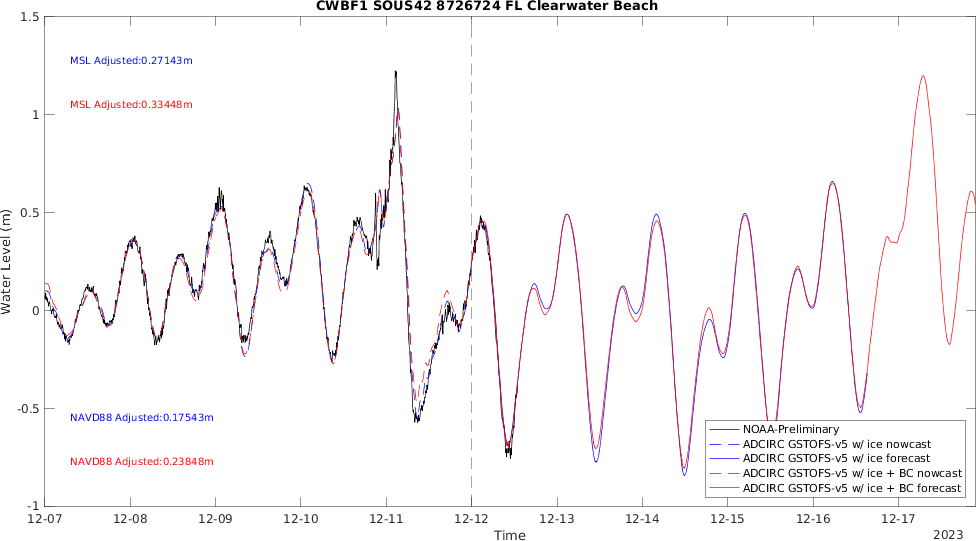 CWBF1 SOUS42 8726724 FL Clearwater Beach
1.5
MSL Adjusted:0.27143m
MSL Adjusted:0.33448m
1
0.5
Water Level (m)
0
-0.5
NAVD88 Adjusted:0.17543m
NAVD88 Adjusted:0.23848m
NOAA-Preliminary
ADCIRC GSTOFS-v5 w/ ice nowcast
ADCIRC GSTOFS-v5 w/ ice forecast
ADCIRC GSTOFS-v5 w/ ice + BC nowcast
ADCIRC GSTOFS-v5 w/ ice + BC forecast
-1
12-07 12-08 12-09 12-10 12-11 12-12 12-13 12-14 12-15 12-16 12-17
Time
2023